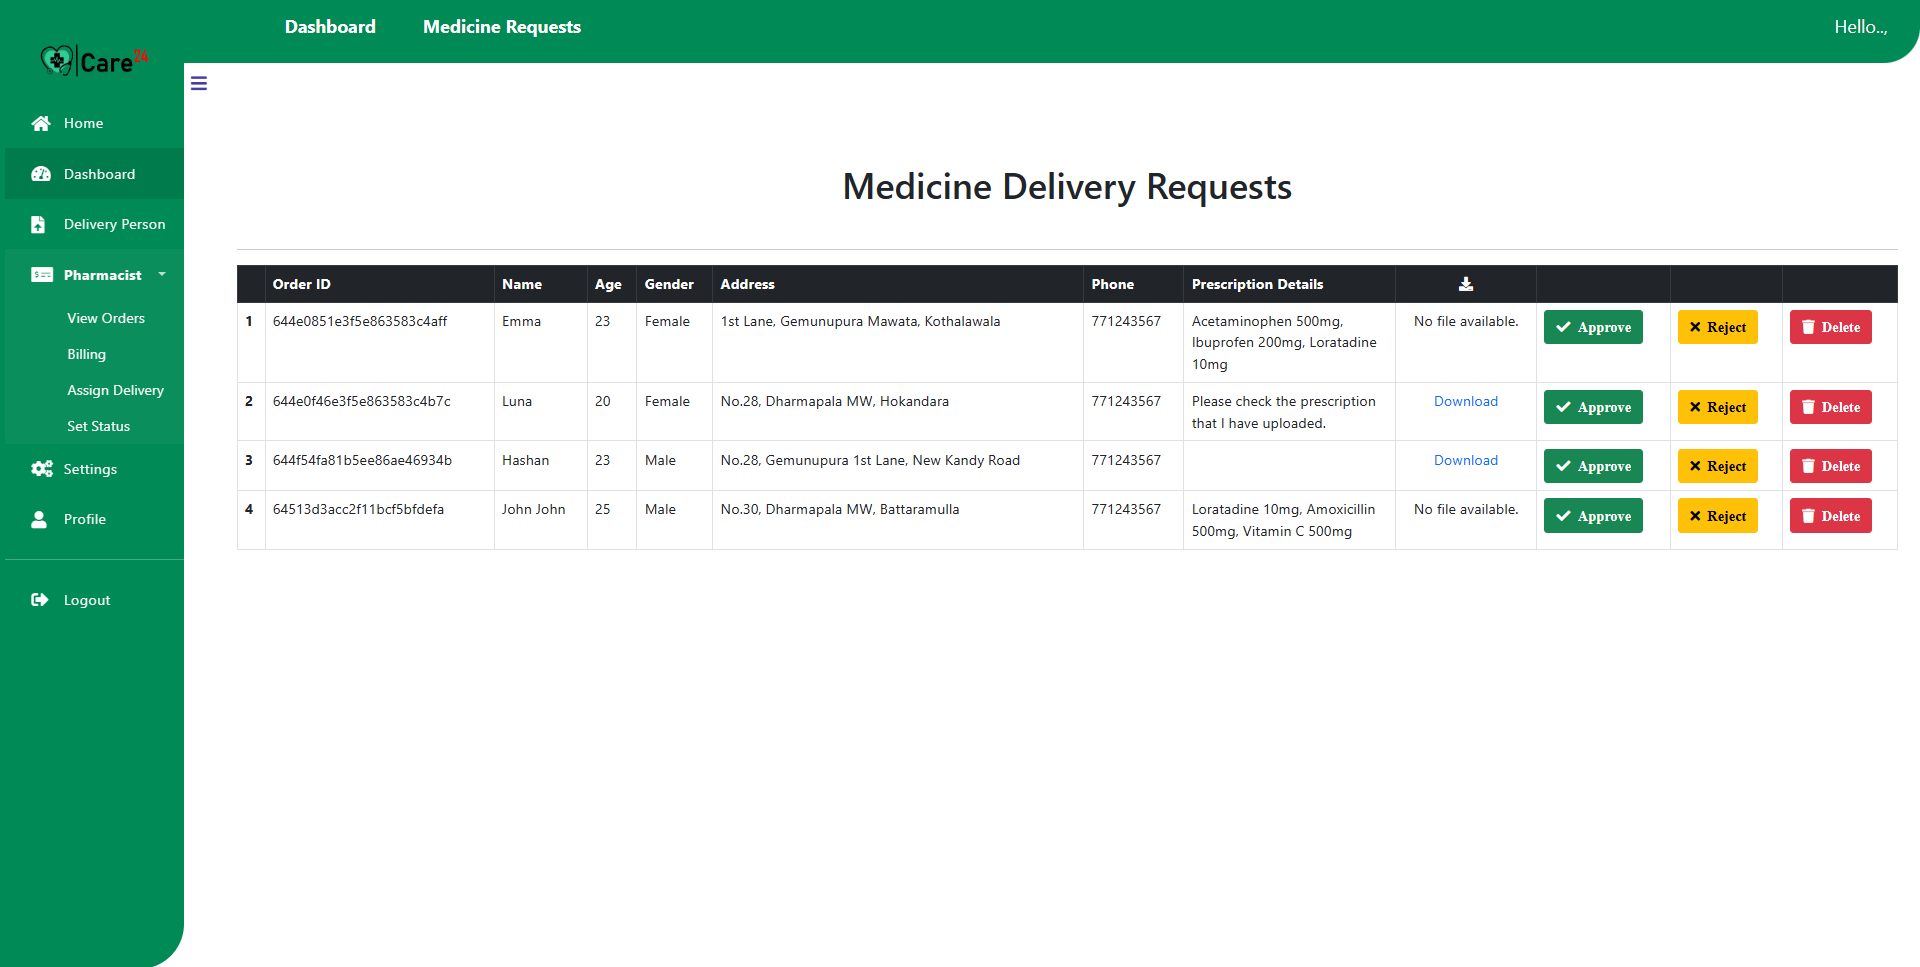 Dashboard Medicine Requests Hello..,
Care24
Home
Dashboard
Delivery Person
Pharmacist
View Orders
Billing
Assign Delivery
Set Status
Settings
Profile
Logout
Medicine Delivery Requests
Order ID Name Age Gender Address Phone Prescription Details
1 644e0851e3f5e863583c4aff Emma 23 Female 1st Lane, Gemunupura Mawata, Kothalawala 771243567 Acetaminophen 500mg, No file available. Approve Reject Delete
Ibuprofen 200mg, Loratadine
10mg
2 644e0f46e3f5e863583c4b7c Luna 20 Female No.28, Dharmapala MW, Hokandara 771243567 Please check the prescription Download Approve Reject Delete
that I have uploaded.
3 644f54fa81b5ee86ae46934b Hashan 23 Male No.28, Gemunupura 1st Lane, New Kandy Road 771243567 Download Approve Reject Delete
4 64513d3acc2f11bcf5bfdefa John John 25 Male No.30, Dharmapala MW, Battaramulla 771243567 Loratadine 10mg, Amoxicillin No file available. Approve Reject Delete
500mg, Vitamin C 500mg